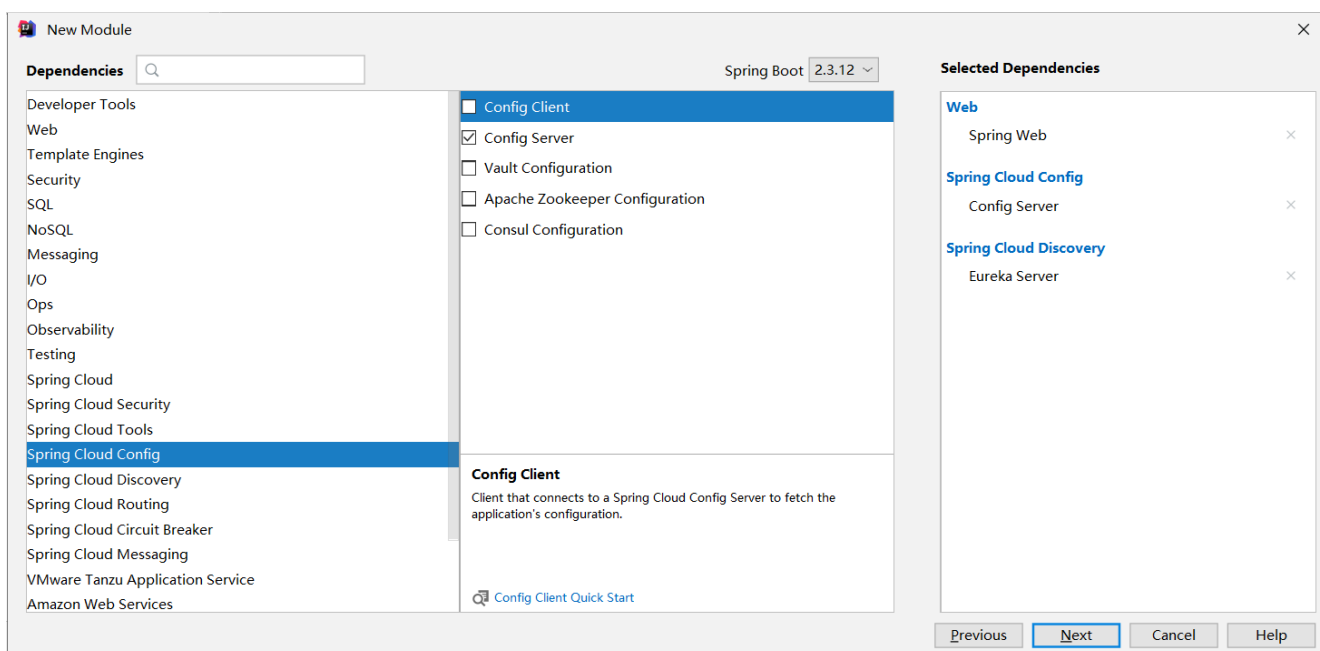 New Module
Dependencies
Spring Boot 2.3.12
Selected Dependencies
Developer Tools
Web
Template Engines
Security
SQL
NoSQL
Messaging
I/O
Ops
Observability
Testing
Spring Cloud
Spring Cloud Security
Spring Cloud Tools
Spring Cloud Config
Spring Cloud Discovery
Spring Cloud Routing
Spring Cloud Circuit Breaker
Spring Cloud Messaging
VMware Tanzu Application Service
Amazon Web Services
Config Client
Config Server
Vault Configuration
Apache Zookeeper Configuration
Consul Configuration
Config Client
Client that connects to a Spring Cloud Config Server to fetch the
application's configuration.
Config Client Quick Start
Web
Spring Web
Spring Cloud Config
Config Server
Spring Cloud Discovery
Eureka Server
Previous
Next
Cancel
Help